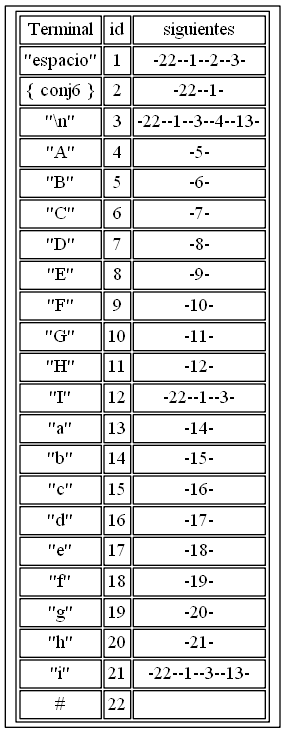 Terminal id siguientes
"espacio" 1 -22--1--2--3-
{ conj6 } 2 -22--1-
"\n" 3 -22--1--3--4--13-
"A" 4 -5-
"B" 5 -6-
"C" 6 -7-
"D" 7 -8-
"E" 8 -9-
"F" 9 -10-
"G" 10 -11-
"H" 11 -12-
"I" 12 -22--1--3-
"a" 13 -14-
"b" 14 -15-
"c" 15 -16-
"d" 16 -17-
"e" 17 -18-
"f" 18 -19-
"g" 19 -20-
"h" 20 -21-
"i" 21 -22--1--3--13-
# 22